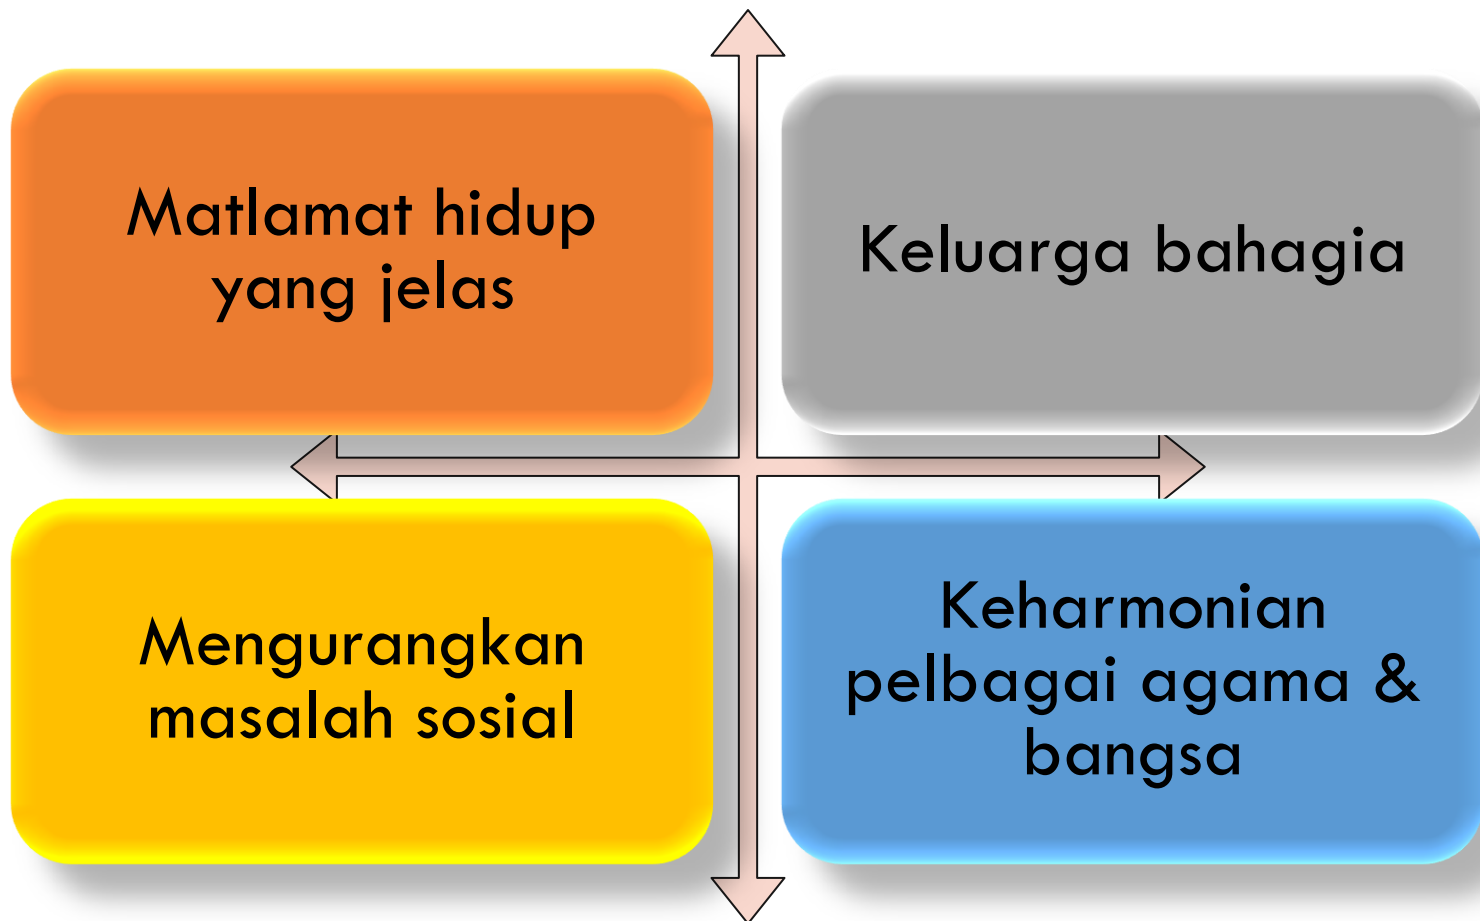 Matlamat hidup
yang jelas
Keluarga bahagia
Mengurangkan
masalah sosial
Keharmonian
pelbagai agama &
bangsa